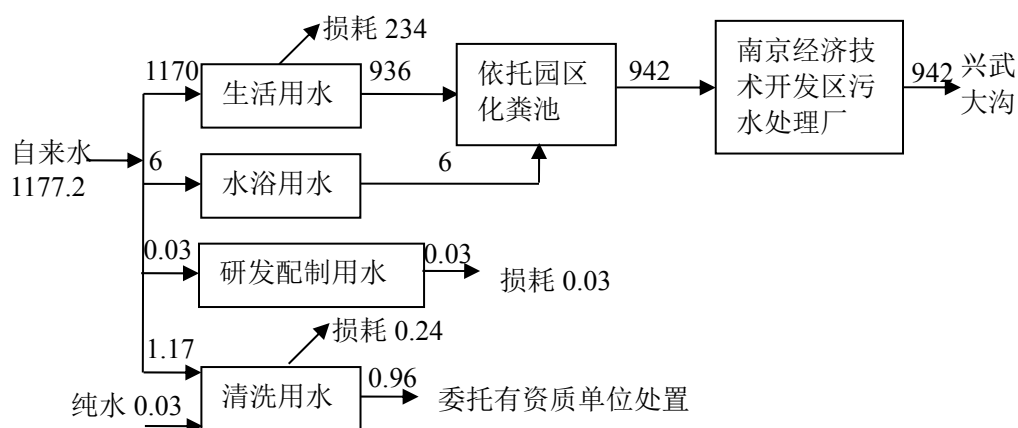 损耗 234
1170
生活用水
936
依托园区
化粪池
942
南京经济技
术开发区污
水处理厂
942
兴武
大沟
自来水
1177.2
6
水浴用水
6
0.03
研发配制用水
0.03
损耗 0.03
损耗 0.24
1.17
清洗用水
0.96
委托有资质单位处置
纯水 0.03